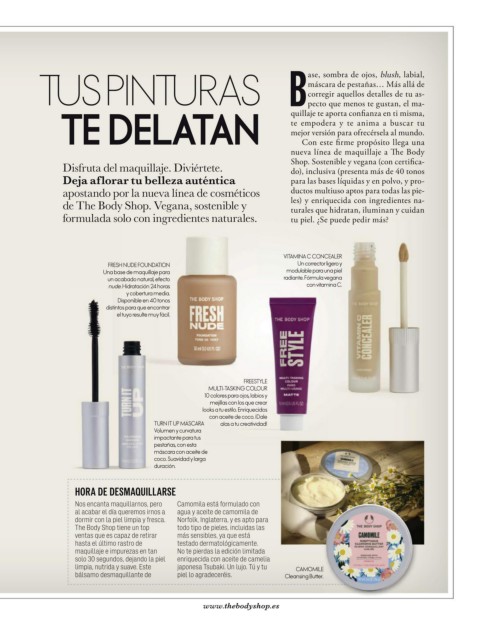 TUS PINTURAS
TE DELATAN
Disfruta del maquillaje. Diviértete.
Deja aflorar tu belleza auténtica
apostando por la nueva línea de cosméticos
de The Body Shop. Vegana, sostenible y
formulada solo con ingredientes naturales.
Base, sombra de ojos, blush, labial,
máscara de pestañas… Más allá de
corregir aquellos detalles de tu as-
pecto que menos te gustan, el ma-
quillaje te aporta confianza en ti misma,
te empodera y te anima a buscar tu
mejor versión para ofrecérsela al mundo.
Con este firme propósito llega una
nueva línea de maquillaje a The Body
Shop. Sostenible y vegana (con certifica-
do), inclusiva (presenta más de 40 tonos
para las bases líquidas y en polvo, y pro-
ductos multiuso aptos para todas las pie-
les) y enriquecida con ingredientes na-
turales que hidratan, iluminan y cuidan
tu piel. ¿Se puede pedir más?
FRESH NUDE FOUNDATION
Una base de maquillaje para
un acabado natural, efecto
nude. Hidratación 24 horas
y cobertura media.
Disponible en 40 tonos
distintos para que encontrar
el tuyo resulte muy fácil.
THE BODY SHOP
FRESH
NUDE
FOUNDATION
VITAMINA C CONCEALER
Un corrector ligero y
modulable para una piel
radiante. Fórmula vegana
con vitamina C.
VITAMIN C
CONCEALER
THE BODY SHOP
FREE
STYLE
MULTI-TASKING
COLOUR
MATTE
TURN IT
UP
FREESTYLE
MULTI-TASKING COLOUR
10 colores para ojos, labios y
mejillas con los que crear
looks a tu estilo. Enriquecidos
con aceite de coco. ¡Dale
alas a tu creatividad!
TURN IT UP MASCARA
Volumen y curvatura
impactante para tus
pestañas, con esta
máscara con aceite de
coco. Suavidad y larga
duración.
HORA DE DESMAQUILLARSE
Nos encanta maquillarnos, pero
al acabar el día queremos irnos a
dormir con la piel limpia y fresca.
The Body Shop tiene un top
ventas que es capaz de retirar
hasta el último rastro de
maquillaje e impurezas en tan
solo 30 segundos, dejando la piel
limpia, nutrida y suave. Este
bálsamo desmaquillante de
Camomila está formulado con
agua y aceite de camomila de
Norfolk, Inglaterra, y es apto para
todo tipo de pieles, incluidas las
más sensibles, ya que está
testado dermatológicamente.
No te pierdas la edición limitada
enriquecida con aceite de camelia
japonesa Tsubaki. Un lujo. Tú y tu
piel lo agradeceréis.
THE BODY SHOP
CAMOMILE
CAMOMILE
Cleansing Butter.
www.thebodyshop.es